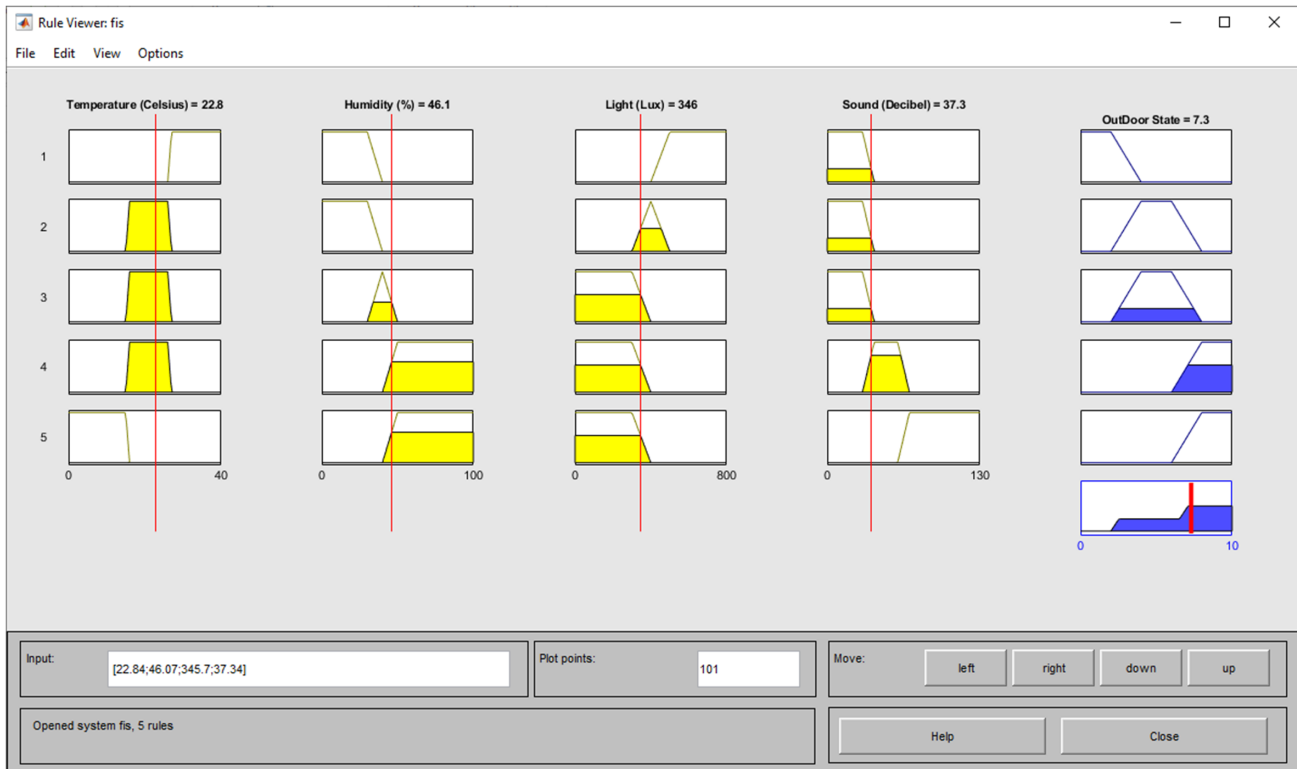 Rule Viewer: fis
File Edit View Options
Temperature (Celsius) = 22.8 Humidity (%) = 46.1 Light (Lux) = 346 Sound (Decibel) = 37.3 OutDoor State = 7.3
1
2
3
4
5
0 40 0 100 0 800 0 130
0 10
Input: [22.84;46.07;345.7;37.34] Plot points: 101 Move: left right down up
Opened system fis, 5 rules Help Close